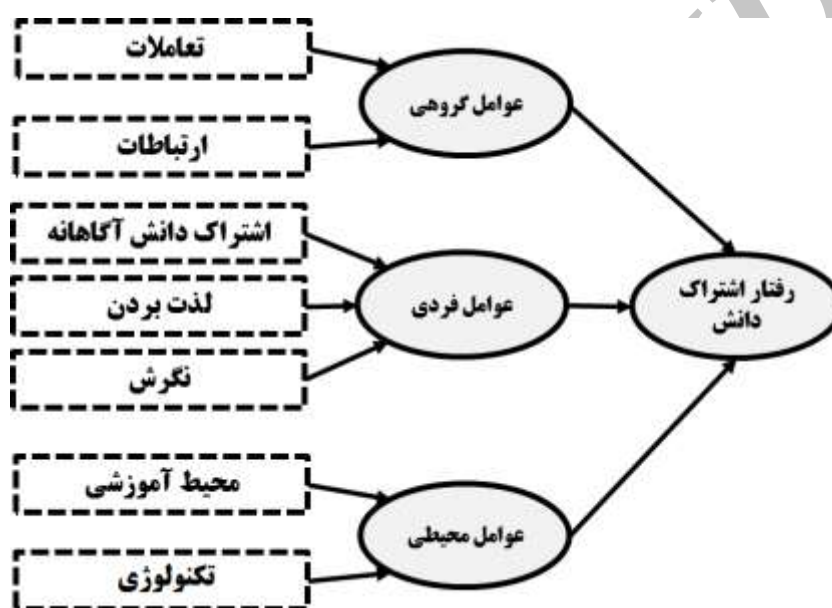 تعاملات
ارتباطات
عوامل گروهی
اشتراک دانش آگاهانه
لذت بردن
نگرش
عوامل فردی
رفتار اشتراک
دانش
محیط آموزشی
تکنولوژی
عوامل محیطی